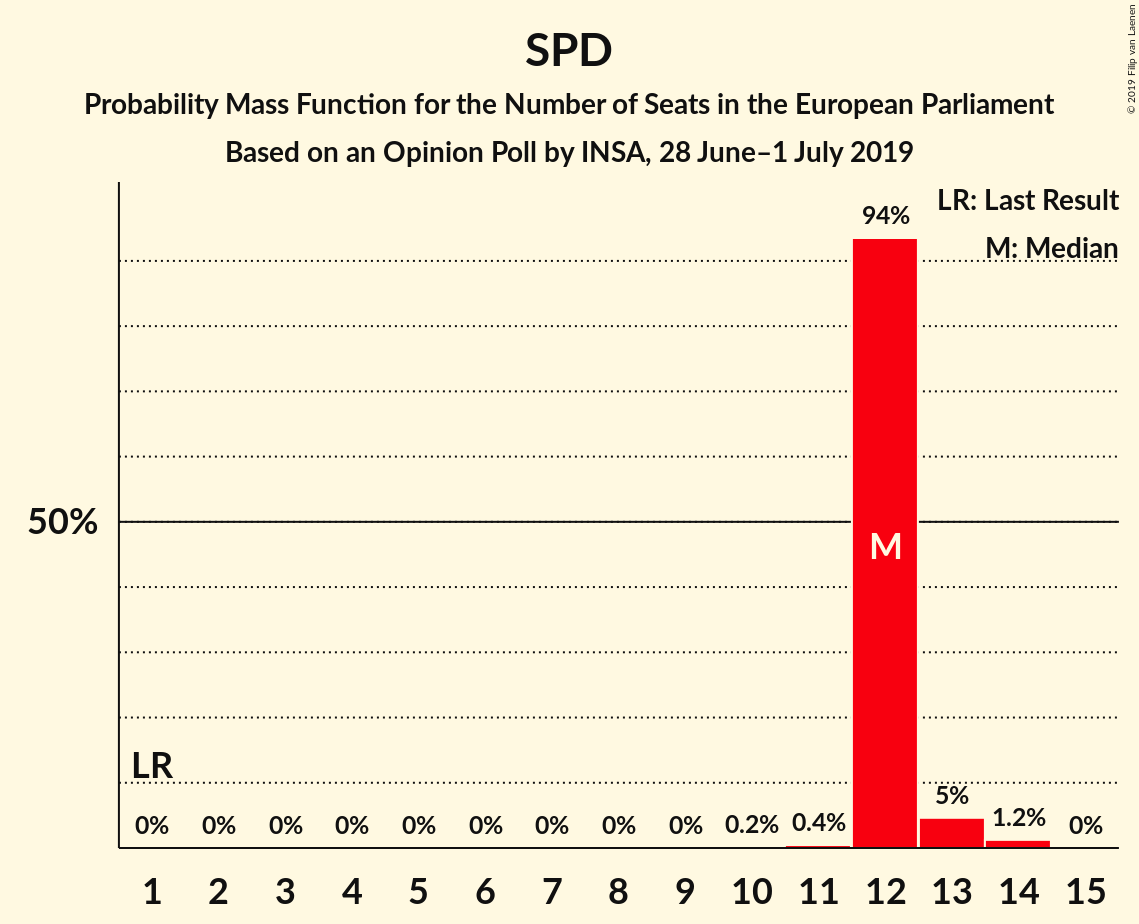 SPD
Probability Mass Function for the Number of Seats in the European Parliament
Based on an Opinion Poll by INSA, 28 June–1 July 2019
© 2019 Filip van Laenen
LR: Last Result
M: Median
94%
50%
M
LR
0% 0% 0% 0% 0% 0% 0% 0% 0% 0.2% 0.4% 5% 1.2% 0%
1 2 3 4 5 6 7 8 9 10 11 12 13 14 15